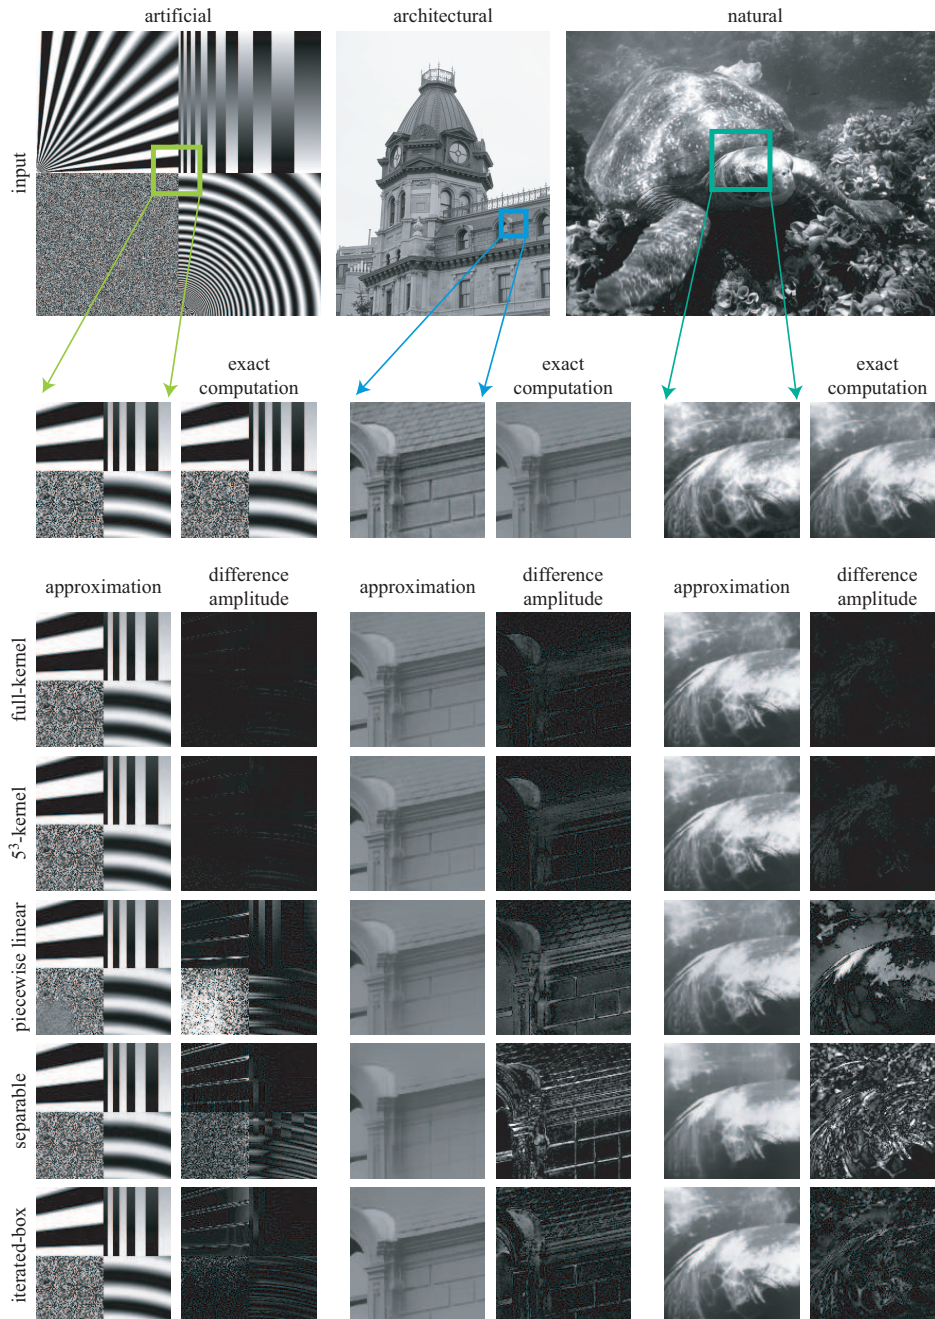 artificial
architectural
natural
input
exact
computation
exact
computation
exact
computation
approximation
difference
amplitude
approximation
difference
amplitude
approximation
difference
amplitude
full-kernel
5³-kernel
piecewise linear
separable
iterated-box